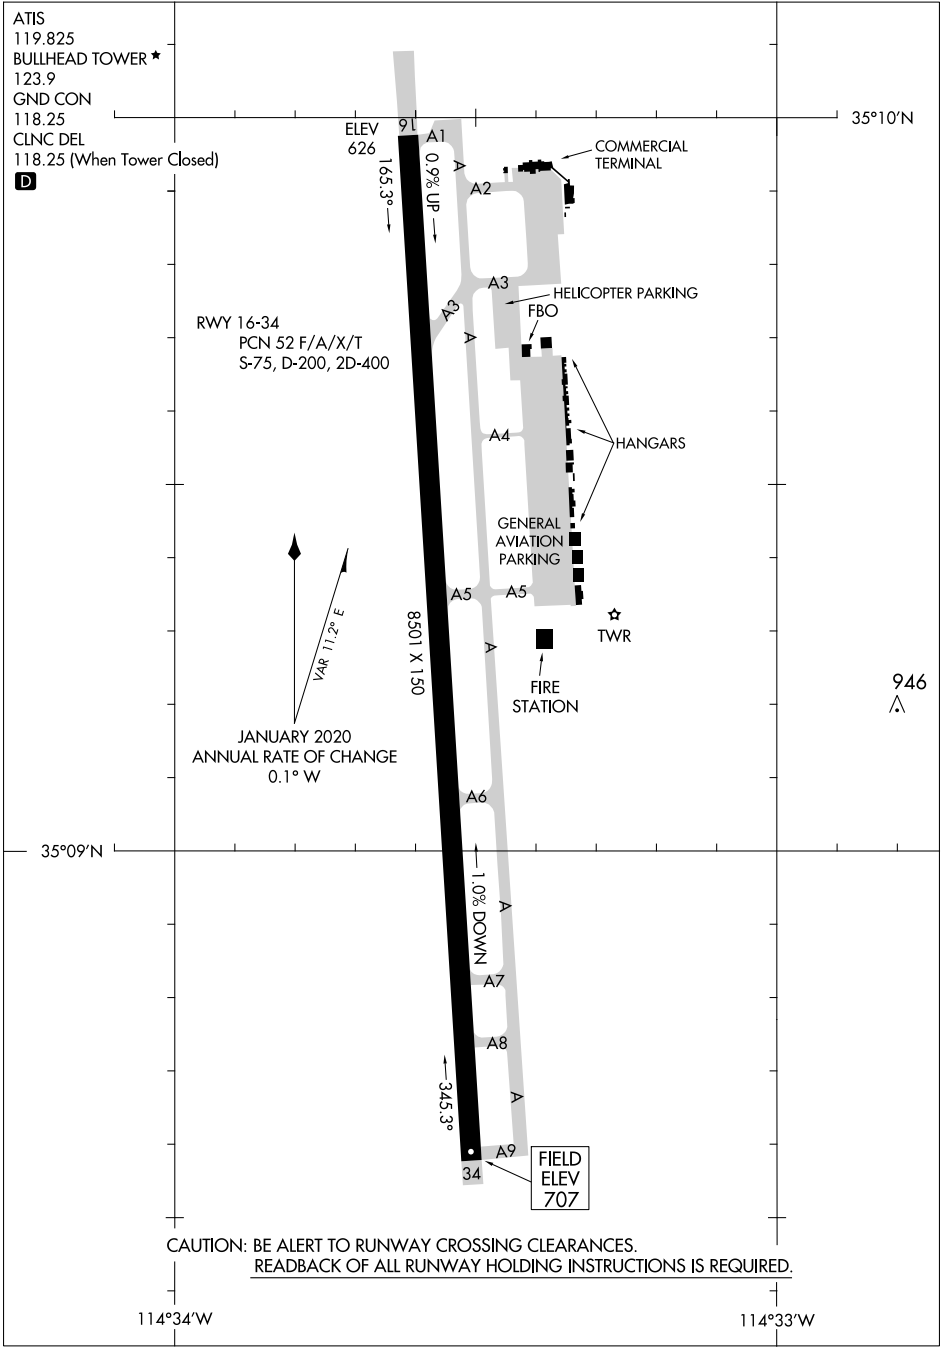 ATIS
119.825
BULLHEAD TOWER
123.9
GND CON
118.25
CLNC DEL
118.25 (When Tower Closed)
D
35°10'N
16
ELEV
626
A1
A
165.3°
0.9% UP
COMMERCIAL
TERMINAL
A2
A3
HELICOPTER PARKING
A3
FBO
A
RWY 16-34
PCN 52 F/A/X/T
S-75, D-200, 2D-400
A4
HANGARS
GENERAL
AVIATION
PARKING
A5
A5
VAR 11.2° E
8501 X 150
A
TWR
FIRE
STATION
946
JANUARY 2020
ANNUAL RATE OF CHANGE
0.1° W
A6
35°09'N
1.0% DOWN
A
A7
A8
345.3°
A
A9
34
FIELD
ELEV
707
CAUTION: BE ALERT TO RUNWAY CROSSING CLEARANCES.
READBACK OF ALL RUNWAY HOLDING INSTRUCTIONS IS REQUIRED.
114°34'W
114°33'W